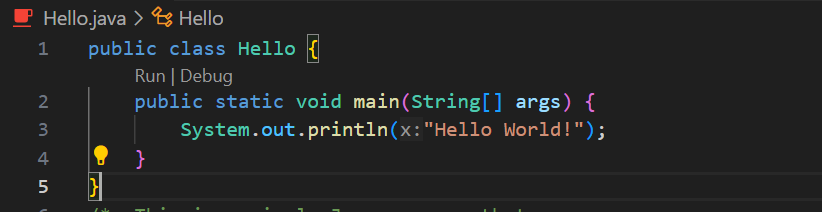 Hello.java > Hello
1 public class Hello {
Run | Debug
2 public static void main(String[] args) {
3 System.out.println(x:"Hello World!");
4 }
5 }